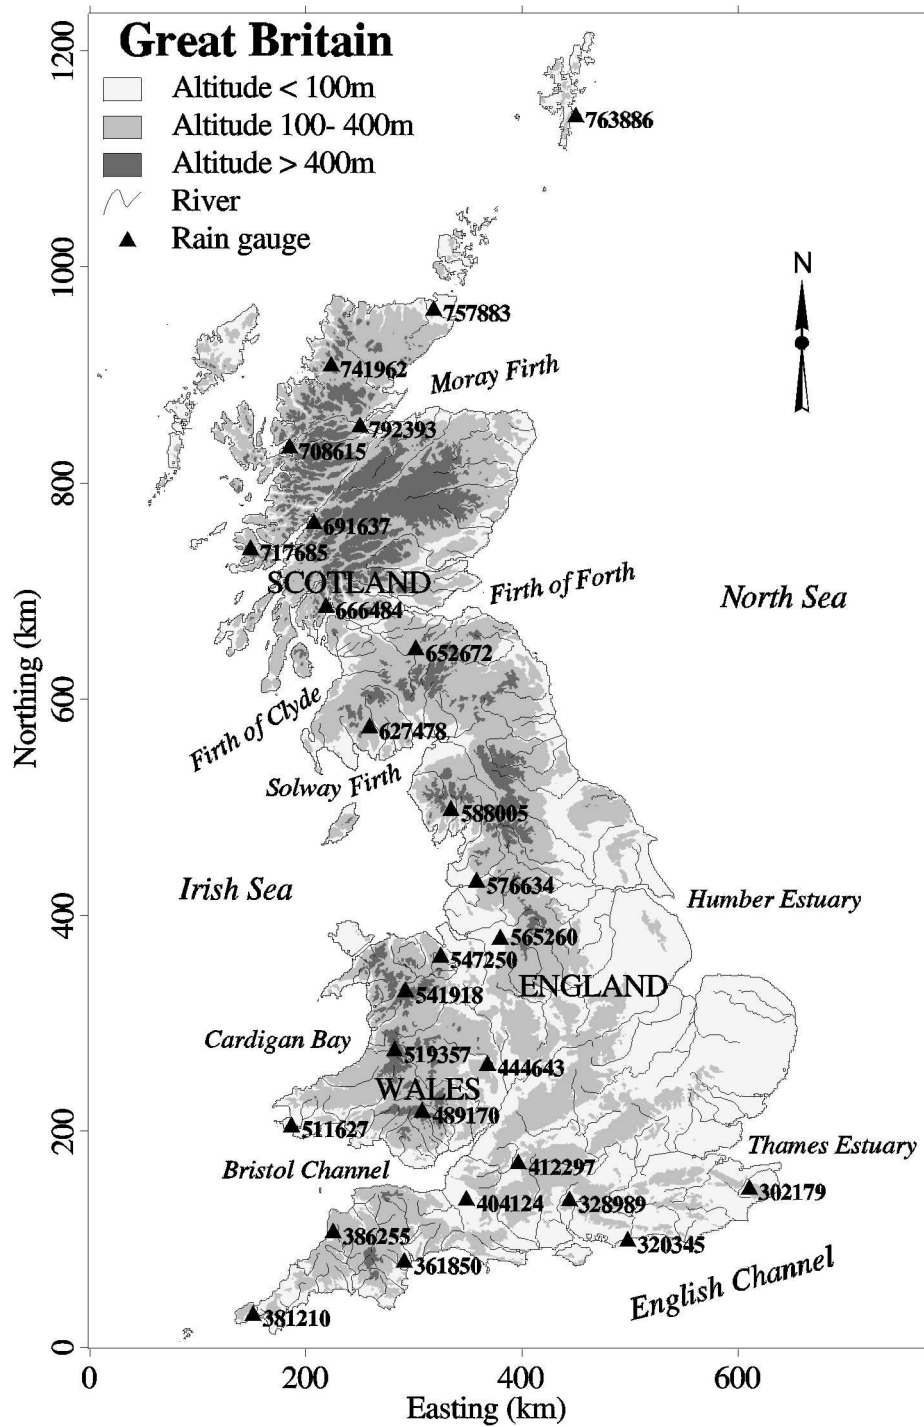 Great Britain
Altitude < 100m
Altitude 100- 400m
Altitude > 400m
River
Rain gauge
1200
763886
N
1000
757883
741962
Moray Firth
792393
708615
800
691637
717685
SCOTLAND
Firth of Forth
North Sea
666484
652672
Northing (km)
600
Firth of Clyde
627478
Solway Firth
588005
Irish Sea
576634
Humber Estuary
400
565260
547250
ENGLAND
541918
Cardigan Bay
519357
444643
WALES
489170
200
511627
Thames Estuary
Bristol Channel
412297
302179
404124
328989
386255
320345
361850
English Channel
381210
0
0
200
400
600
Easting (km)